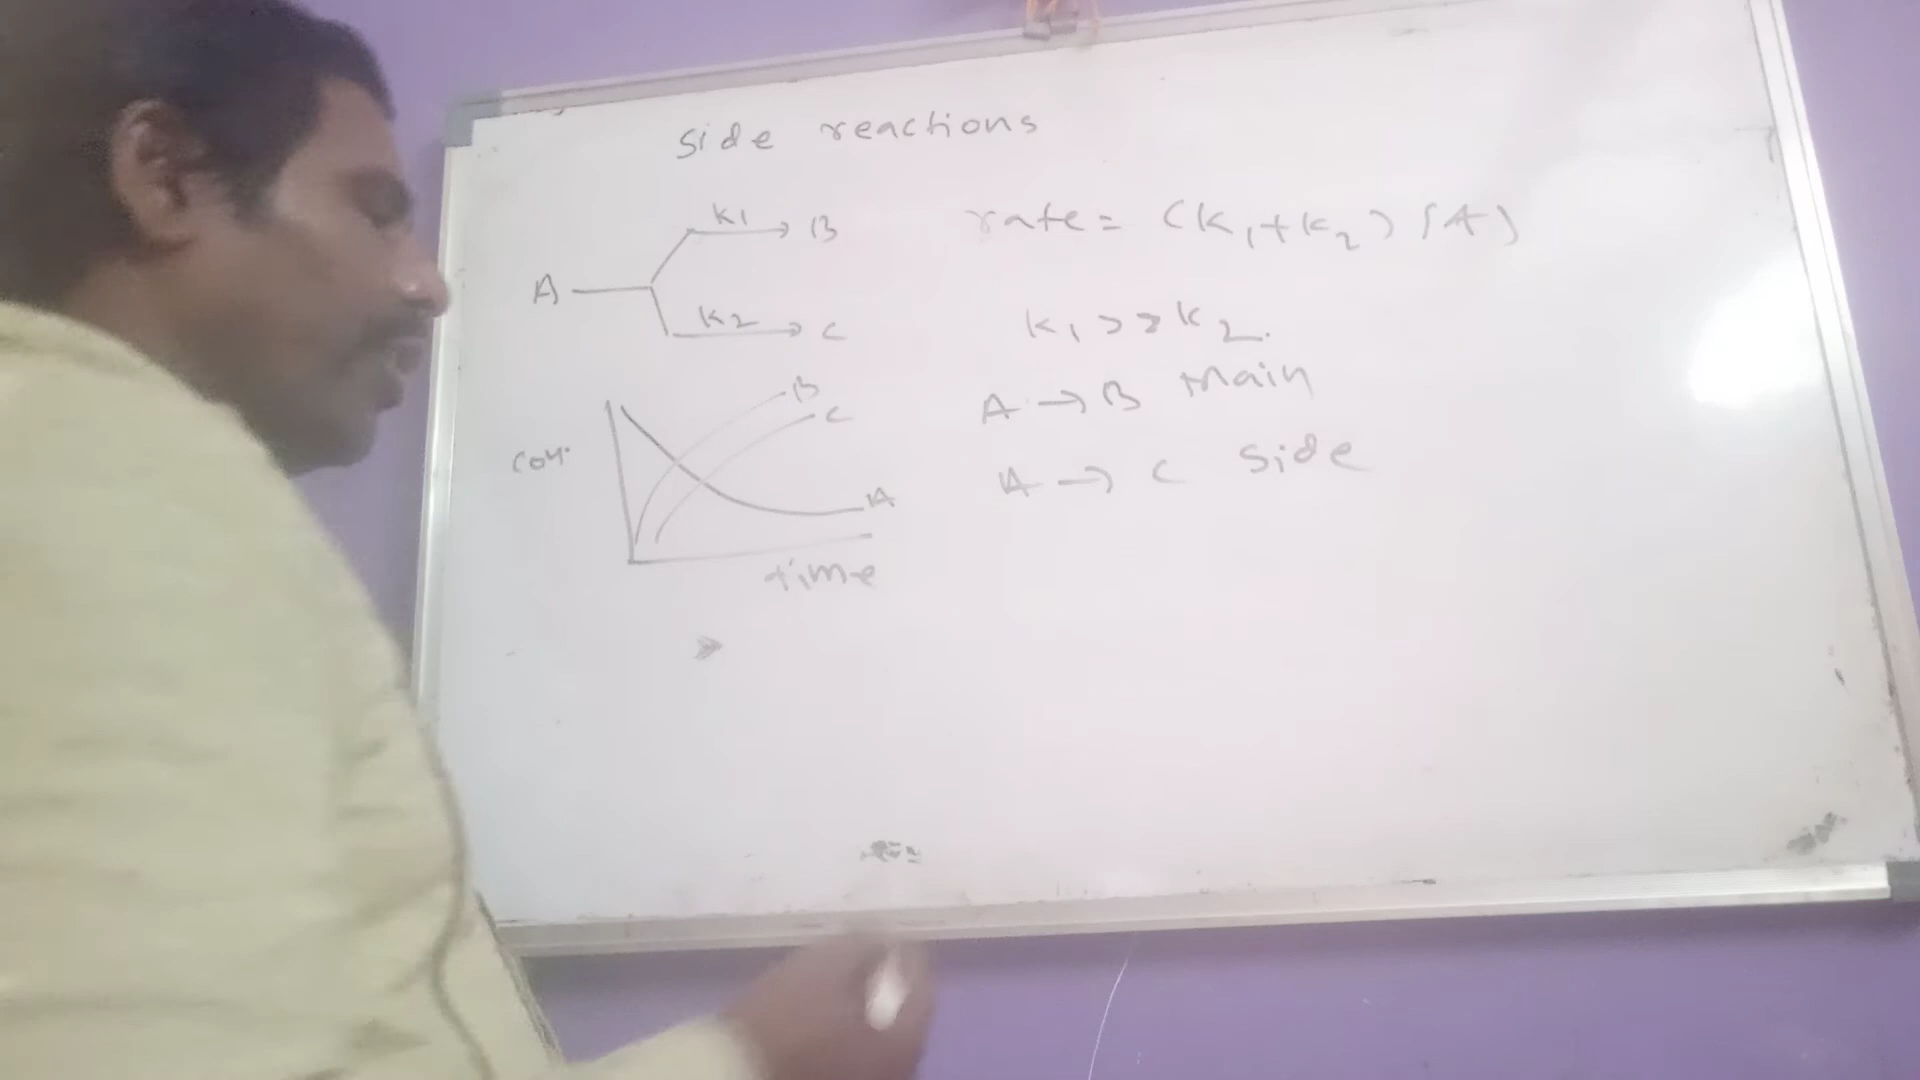 Side reactions
K1
B
A
K2
C
rate = (K1+K2) [A]
K1 >> K2.
A → B Main
A → C Side
B
C
Con.
A
time